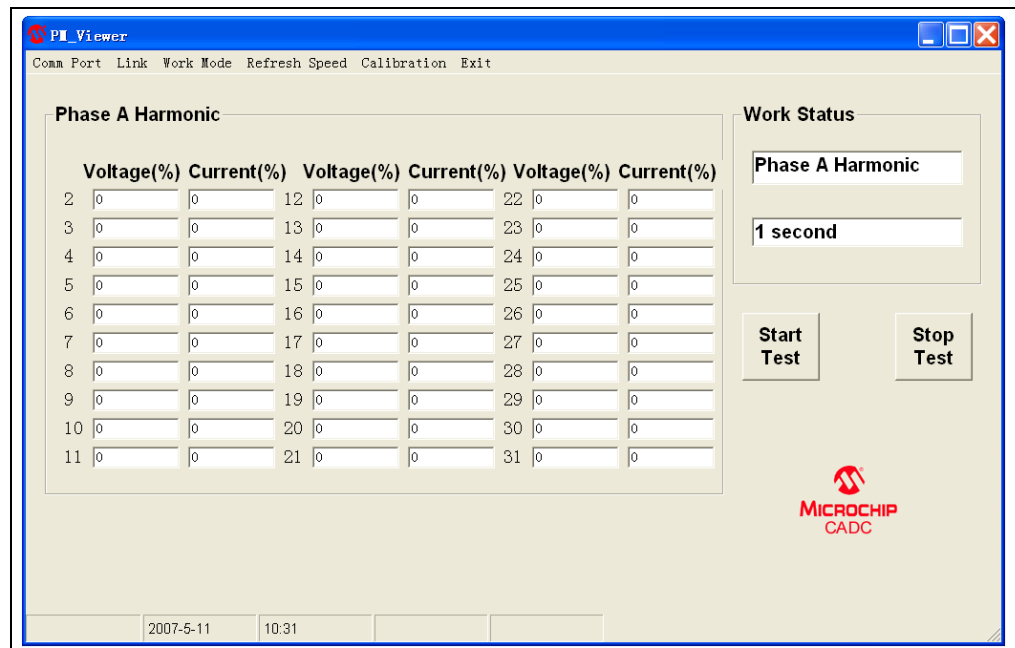 PM_Viewer
Comm Port Link Work Mode Refresh Speed Calibration Exit
Phase A Harmonic
Voltage(%) Current(%) Voltage(%) Current(%) Voltage(%) Current(%)
2 0 0 12 0 0 22 0 0
3 0 0 13 0 0 23 0 0
4 0 0 14 0 0 24 0 0
5 0 0 15 0 0 25 0 0
6 0 0 16 0 0 26 0 0
7 0 0 17 0 0 27 0 0
8 0 0 18 0 0 28 0 0
9 0 0 19 0 0 29 0 0
10 0 0 20 0 0 30 0 0
11 0 0 21 0 0 31 0 0
Work Status
Phase A Harmonic
1 second
Start
Test
Stop
Test
MICROCHIP
CADC
2007-5-11 10:31